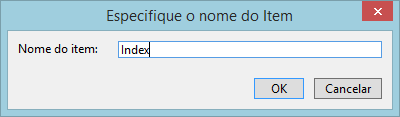 Especifique o nome do Item
Nome do item: Index
OK Cancelar